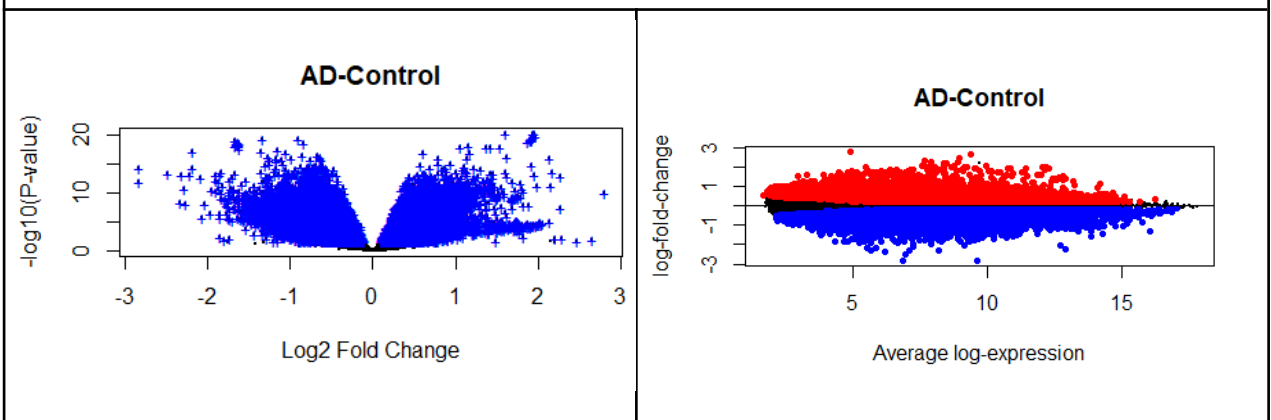 AD-Control
-log10(P-value)
20
10
0
-3 -2 -1 0 1 2 3
Log2 Fold Change
AD-Control
log-fold-change
3
1
-1
-3
5 10 15
Average log-expression